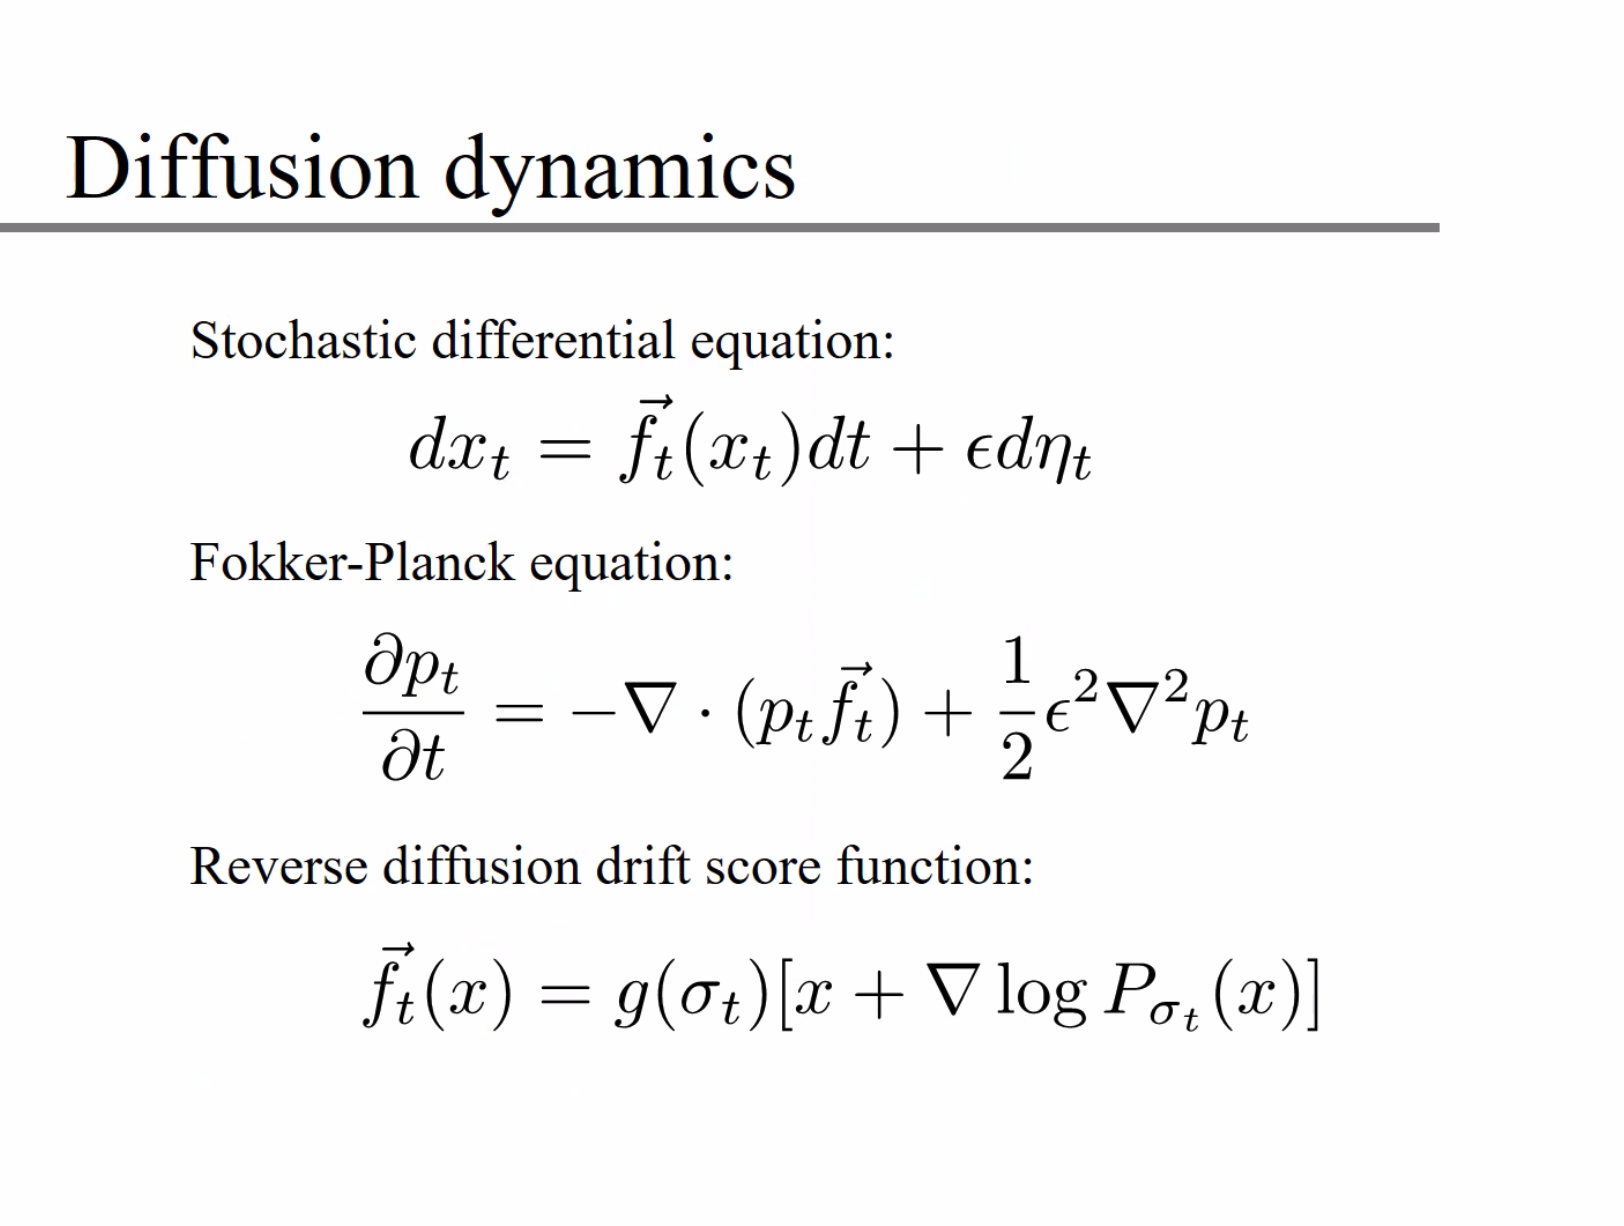 Diffusion dynamics
Stochastic differential equation:
$dx_t = \vec{f}_t(x_t)dt + \epsilon d\eta_t$
Fokker-Planck equation:
$\frac{\partial p_t}{\partial t} = -\nabla \cdot (p_t \vec{f}_t) + \frac{1}{2}\epsilon^2 \nabla^2 p_t$
Reverse diffusion drift score function:
$\vec{f}_t(x) = g(\sigma_t)[x + \nabla \log P_{\sigma_t}(x)]$